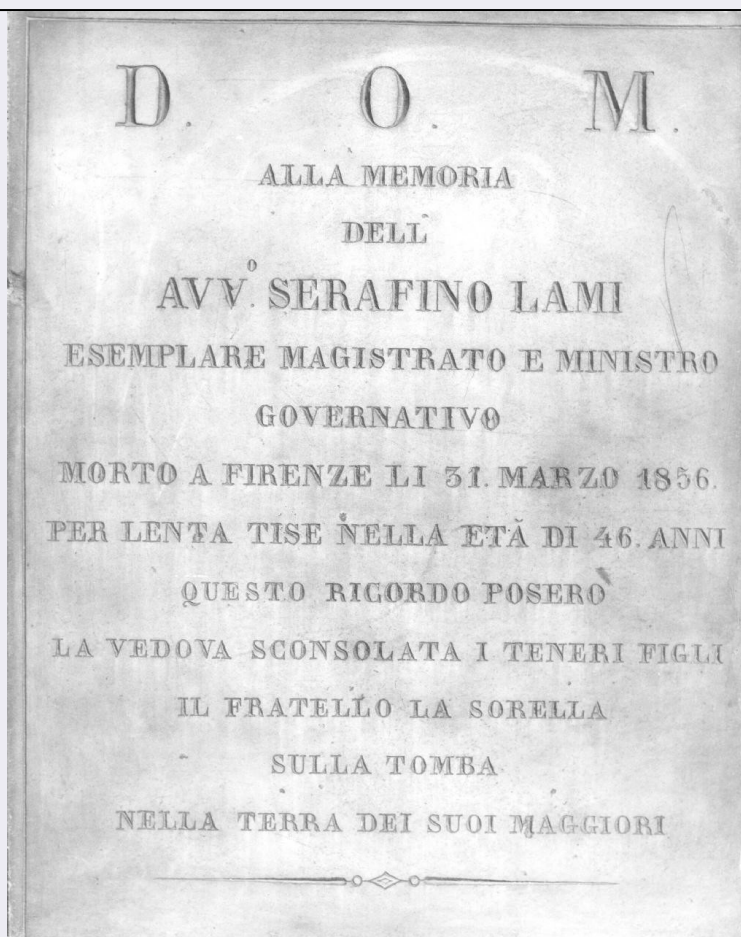 D. O. M.
ALLA MEMORIA
DELL
AVV.º SERAFINO LAMI
ESEMPLARE MAGISTRATO E MINISTRO
GOVERNATIVO
MORTO A FIRENZE LI 31. MARZO 1856.
PER LENTA TISE NELLA ETÀ DI 46. ANNI
QUESTO RICORDO POSERO
LA VEDOVA SCONSOLATA I TENERI FIGLI
IL FRATELLO LA SORELLA
SULLA TOMBA
NELLA TERRA DEI SUOI MAGGIORI